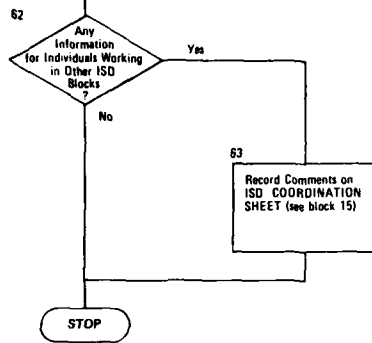 62
Any
Information
for Individuals Working
in Other ISD
Blocks
?
Yes
No
63
Record Comments on
ISD COORDINATION
SHEET (see block 15)
STOP